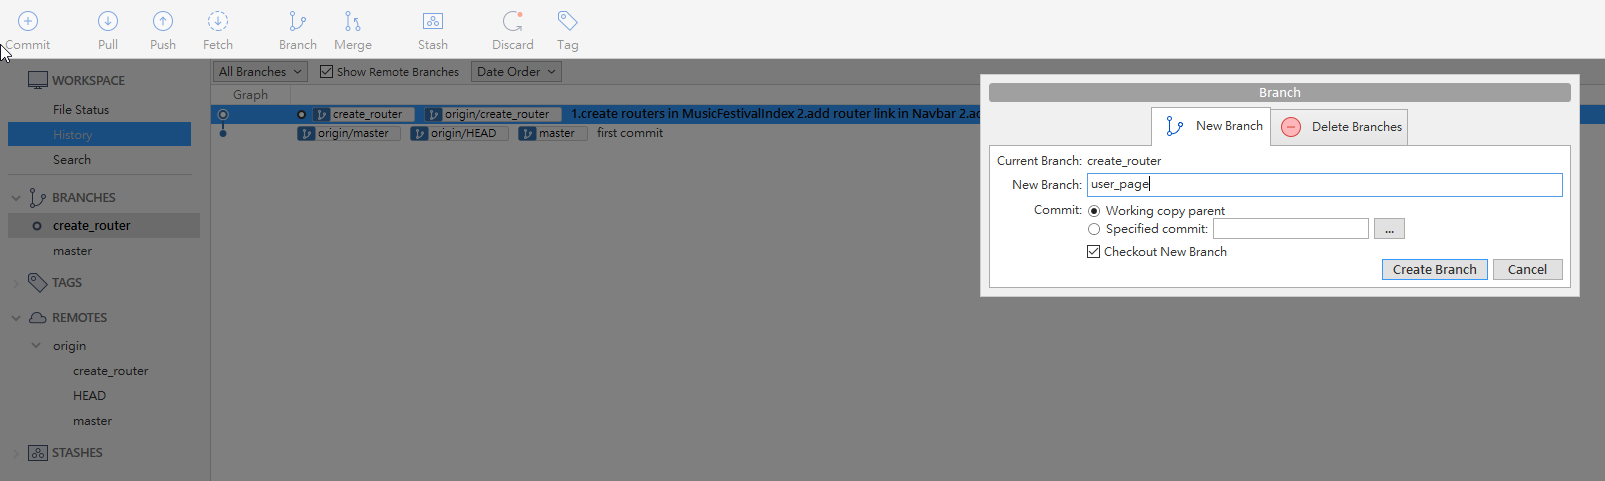 Commit Pull Push Fetch Branch Merge Stash Discard Tag
WORKSPACE
File Status
History
Search
BRANCHES
create_router
master
TAGS
REMOTES
origin
create_router
HEAD
master
STASHES
All Branches Show Remote Branches Date Order
Graph
create_router origin/create_router 1.create routers in MusicFestivalIndex 2.add router link in Navbar 2.ac
origin/master origin/HEAD master first commit
Branch
New Branch Delete Branches
Current Branch: create_router
New Branch: user_page
Commit: Working copy parent
Specified commit: ...
Checkout New Branch
Create Branch Cancel